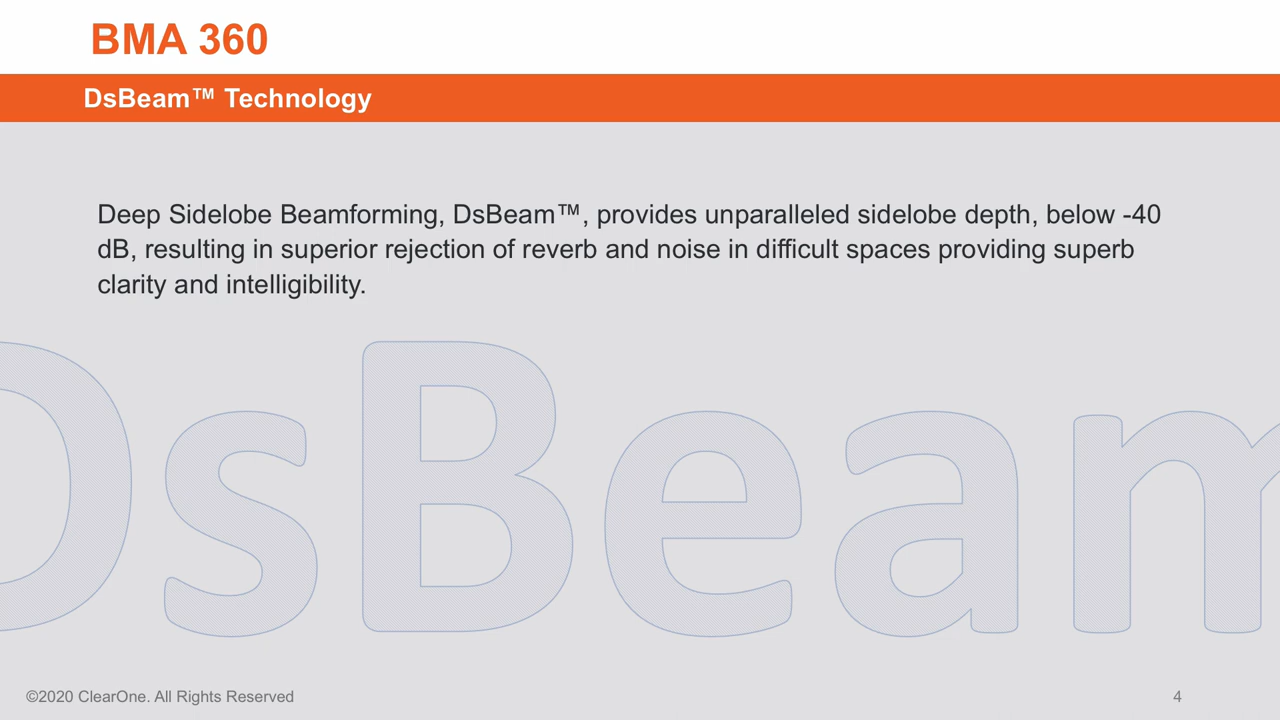 BMA 360
DsBeam™ Technology
Deep Sidelobe Beamforming, DsBeam™, provides unparalleled sidelobe depth, below -40
dB, resulting in superior rejection of reverb and noise in difficult spaces providing superb
clarity and intelligibility.
DsBeam
©2020 ClearOne. All Rights Reserved
4